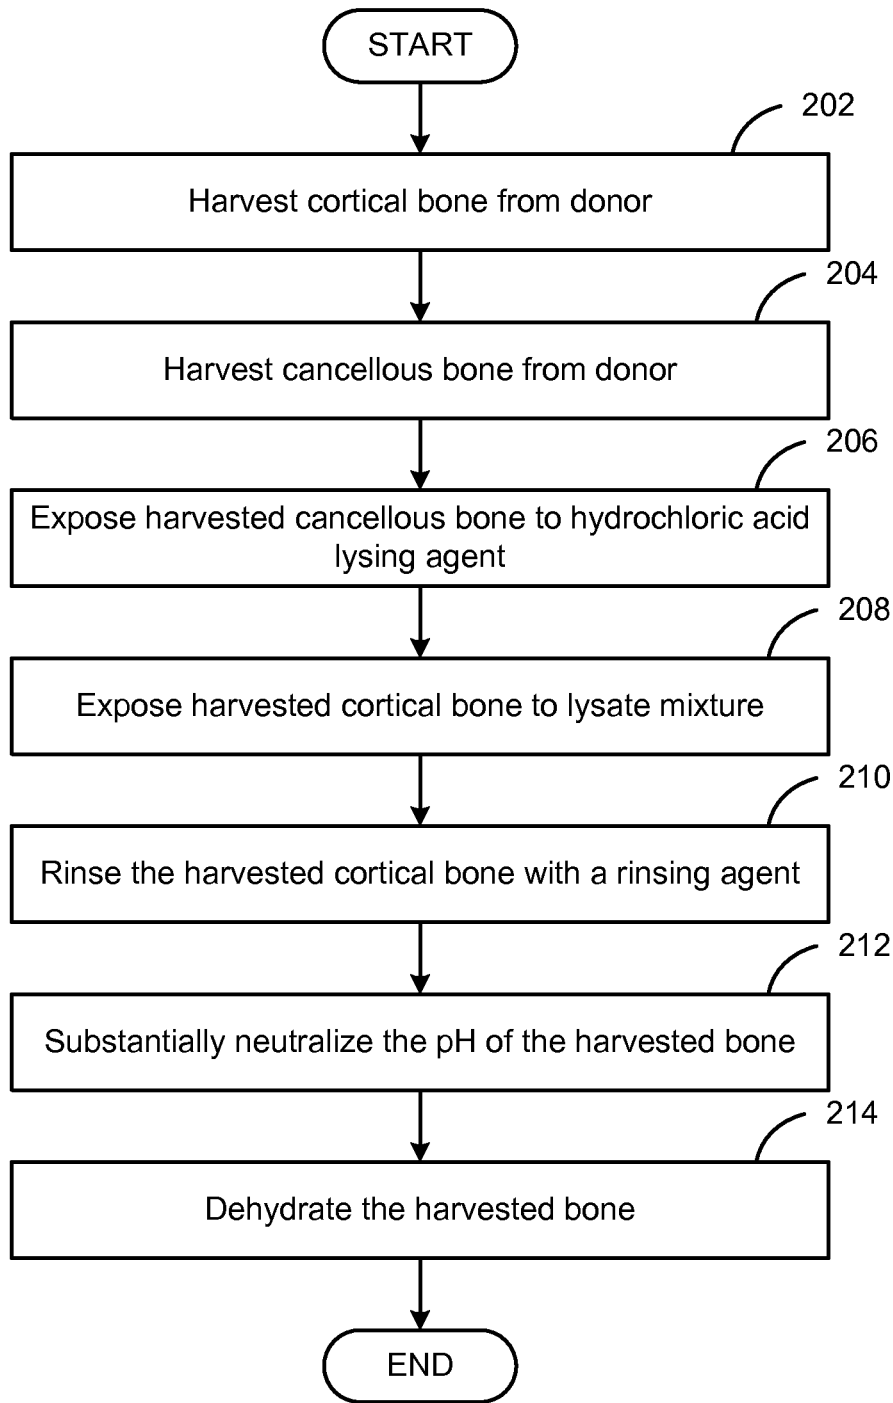 START
202
Harvest cortical bone from donor
204
Harvest cancellous bone from donor
206
Expose harvested cancellous bone to hydrochloric acid
lysing agent
208
Expose harvested cortical bone to lysate mixture
210
Rinse the harvested cortical bone with a rinsing agent
212
Substantially neutralize the pH of the harvested bone
214
Dehydrate the harvested bone
END